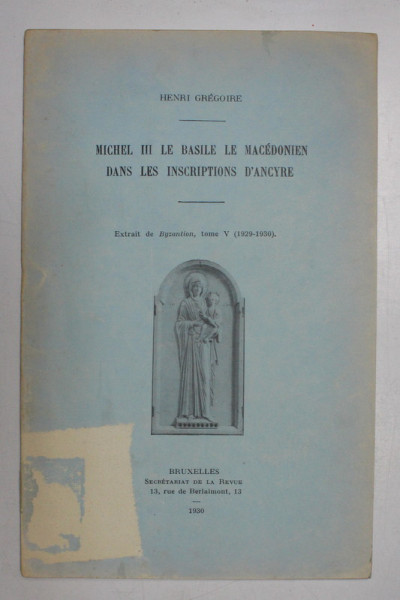 HENRI GRÉGOIRE
MICHEL III LE BASILE LE MACÉDONIEN
DANS LES INSCRIPTIONS D'ANCYRE
Extrait de Byzantion, tome V (1929-1930).
BRUXELLES
SECRÉTARIAT DE LA REVUE
13, rue de Berlaimont, 13
1930